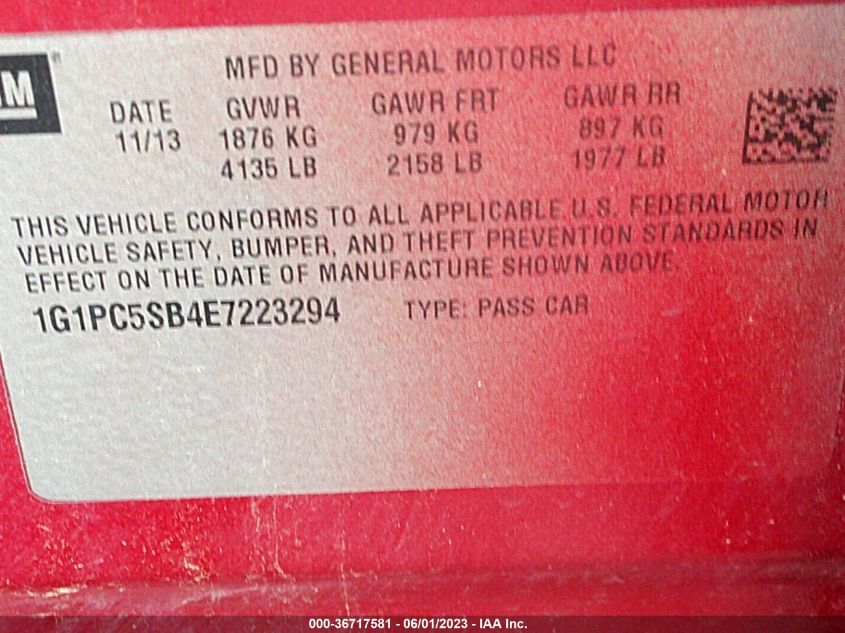 MFD BY GENERAL MOTORS LLC
DATE GVWR GAWR FRT GAWR RR
11/13 1876 KG 979 KG 897 KG
4135 LB 2158 LB 1977 LB
THIS VEHICLE CONFORMS TO ALL APPLICABLE U.S. FEDERAL MOTOR
VEHICLE SAFETY, BUMPER, AND THEFT PREVENTION STANDARDS IN
EFFECT ON THE DATE OF MANUFACTURE SHOWN ABOVE.
1G1PC5SB4E7223294 TYPE: PASS CAR
000-36717581 - 06/01/2023 - IAA Inc.